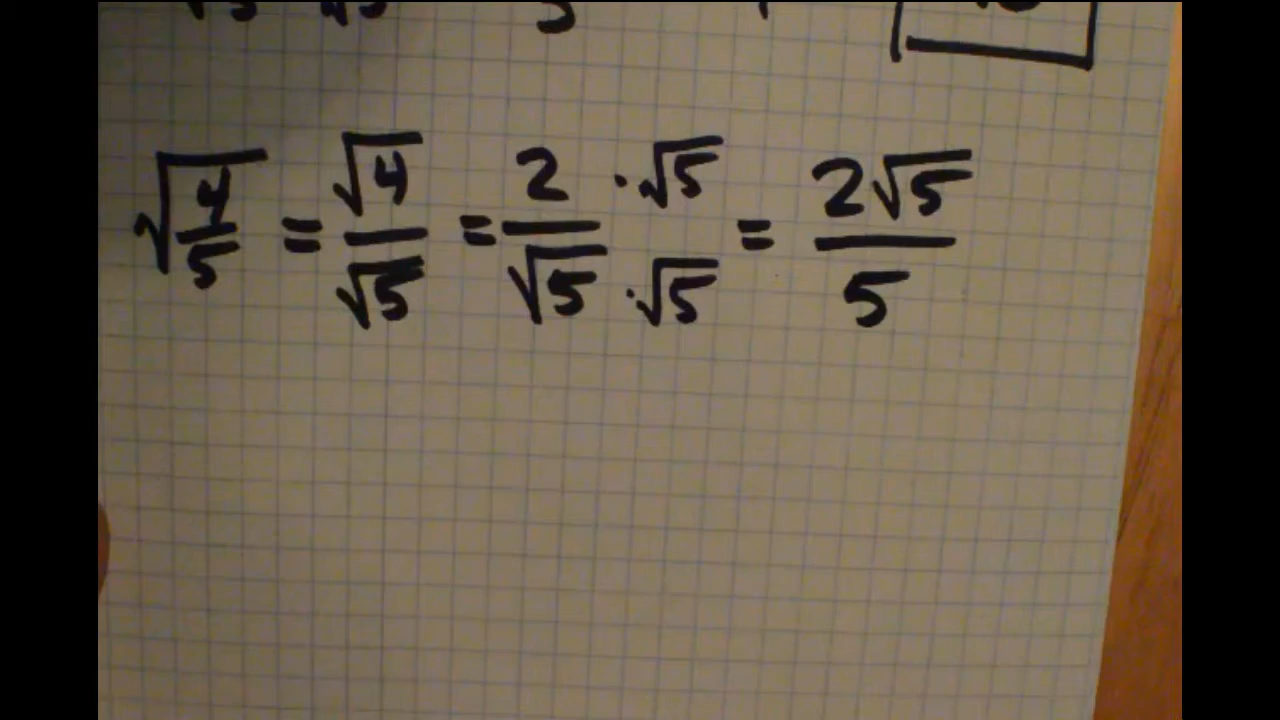 √(4/5) = √4/√5 = 2/√5 · √5/· √5 = 2√5/5